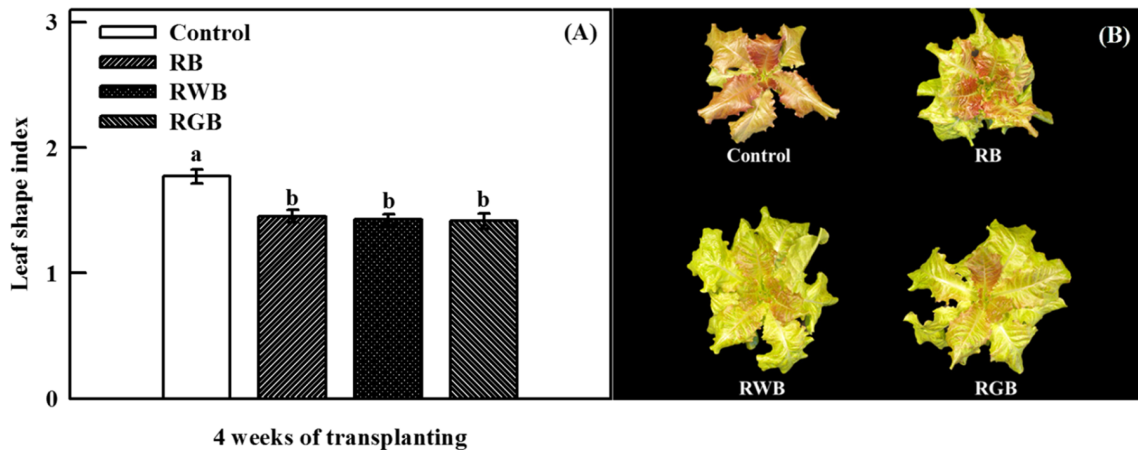 3
2
1
0
Leaf shape index
Control
RB
RWB
RGB
(A)
a
b
b
b
4 weeks of transplanting
(B)
Control
RB
RWB
RGB